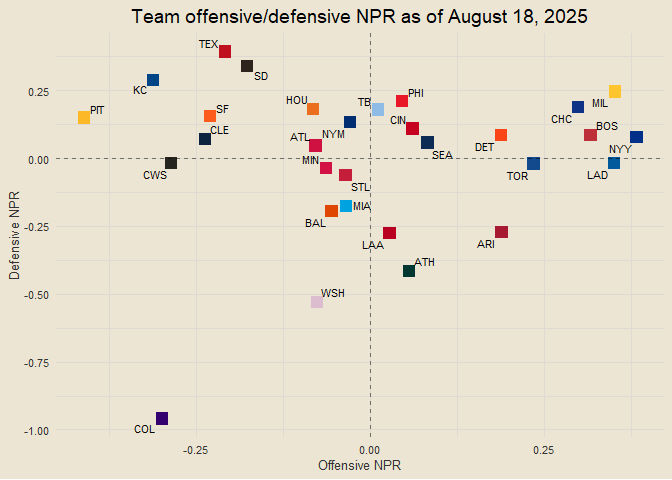 Team offensive/defensive NPR as of August 18, 2025
TEX
SD
KC
PIT
SF
CLE
CWS
HOU
TB
PHI
NYM
CIN
ATL
SEA
MIN
STL
MIA
BAL
LAA
ATH
WSH
COL
DET
TOR
ARI
MIL
CHC
BOS
NYY
LAD
0.25
0.00
-0.25
-0.50
-0.75
-1.00
Defensive NPR
-0.25
0.00
0.25
Offensive NPR